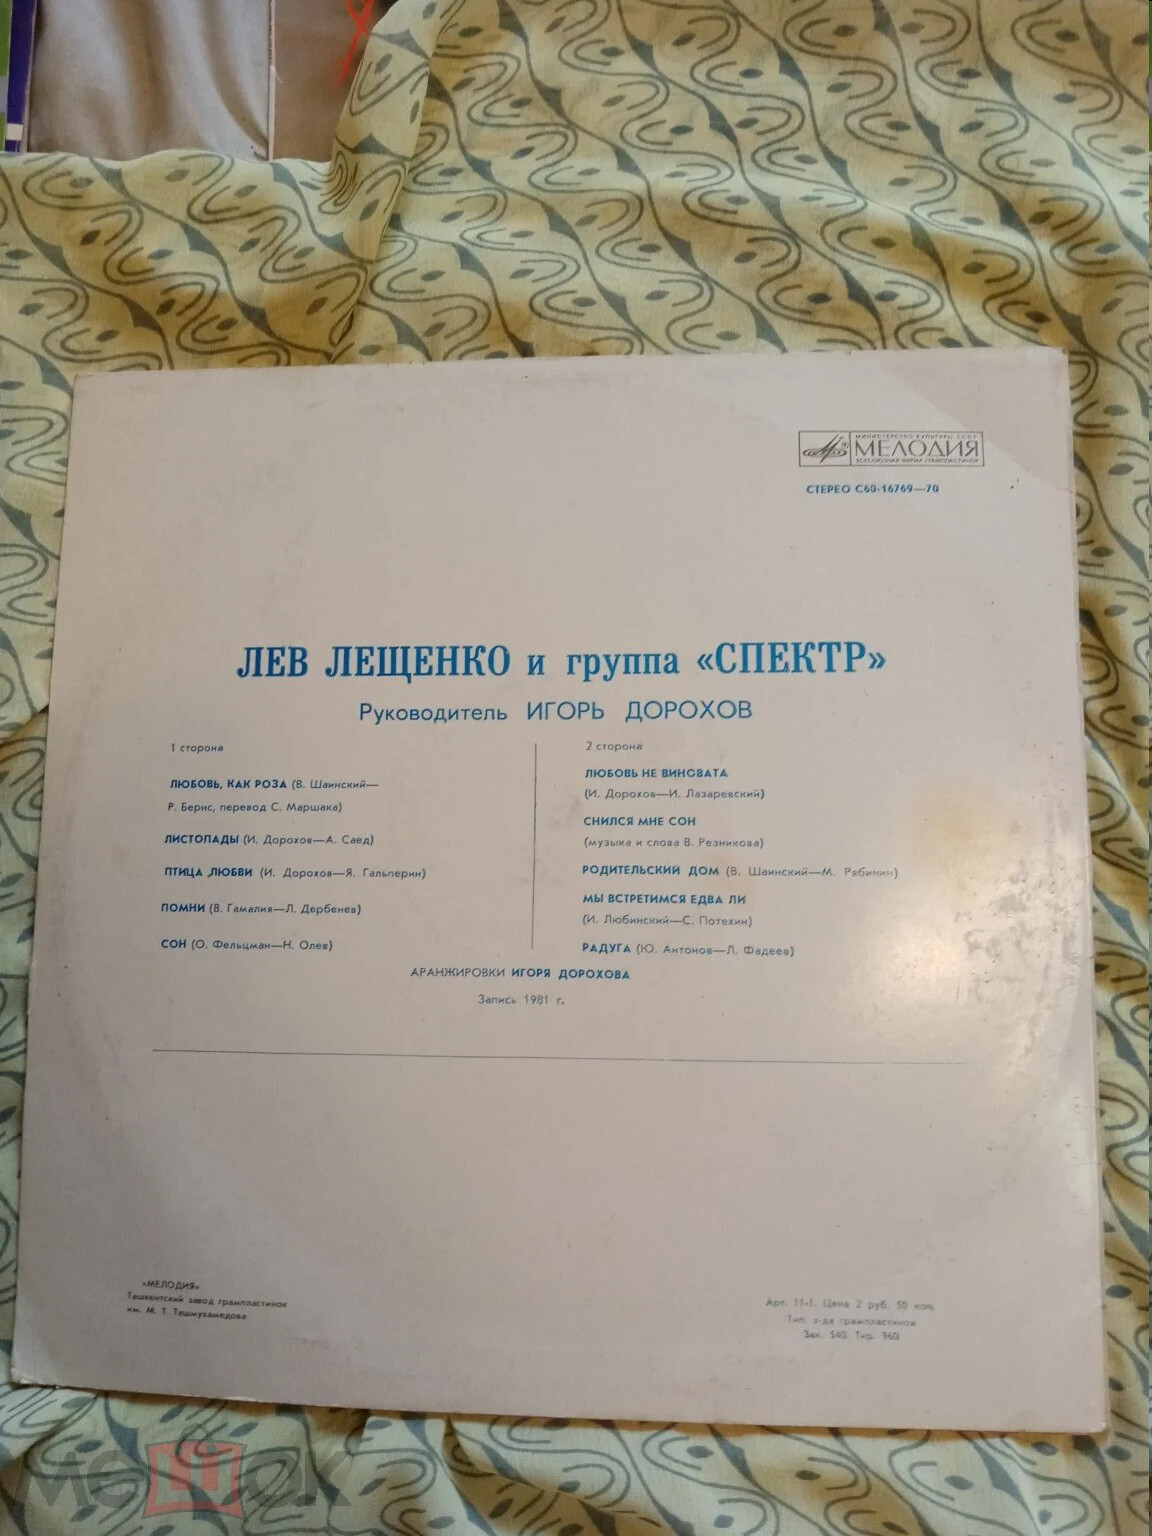 МИНИСТЕРСТВО КУЛЬТУРЫ СССР
МЕЛОДИЯ
ВСЕСОЮЗНАЯ ФИРМА ГРАМПЛАСТИНОК
СТЕРЕО С60-16769—70
ЛЕВ ЛЕЩЕНКО и группа «СПЕКТР»
Руководитель ИГОРЬ ДОРОХОВ
1 сторона
ЛЮБОВЬ, КАК РОЗА (В. Шаинский—
Р. Бернс, перевод С. Маршака)
ЛИСТОПАДЫ (И. Дорохов—А. Саед)
ПТИЦА ЛЮБВИ (И. Дорохов—Я. Гальперин)
ПОМНИ (В. Гамалия—Л. Дербенев)
СОН (О. Фельцман—Н. Олев)
2 сторона
ЛЮБОВЬ НЕ ВИНОВАТА
(И. Дорохов—И. Лазаревский)
СНИЛСЯ МНЕ СОН
(музыка и слова В. Резникова)
РОДИТЕЛЬСКИЙ ДОМ (В. Шаинский—М. Рябинин)
МЫ ВСТРЕТИМСЯ ЕДВА ЛИ
(И. Любинский—С. Потехин)
РАДУГА (Ю. Антонов—Л. Фадеев)
АРАНЖИРОВКИ ИГОРЯ ДОРОХОВА
Запись 1981 г.
«МЕЛОДИЯ»
Ташкентский завод грампластинок
им. М. Т. Ташмухамедова
Арт. 11-1. Цена 2 руб. 50 коп.
Тип. з-да грампластинок
Зак. 540. Тир. 960
мешок